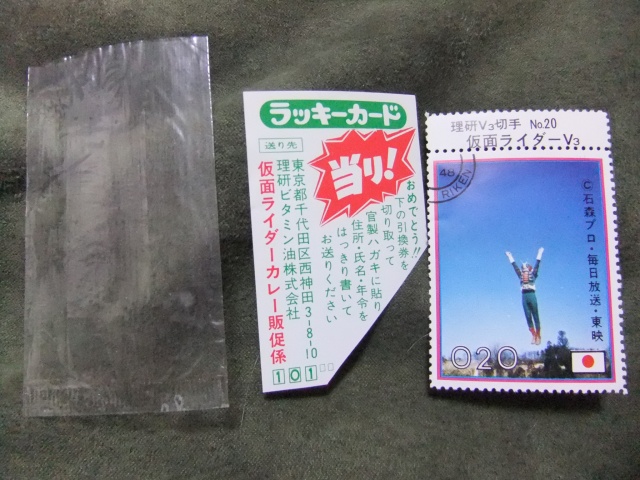 ラッキーカード
送り先
当り!
おめでとう!!
下の引換券を
切り取って
官製ハガキに貼り
住所・氏名・年令を
はっきり書いて
お送りください
東京都千代田区西神田3-8-10
理研ビタミン油株式会社
仮面ライダーカレー販促係
101□□
理研V3切手 No.20
仮面ライダーV3
48
RIKEN
©石森プロ・毎日放送・東映
020